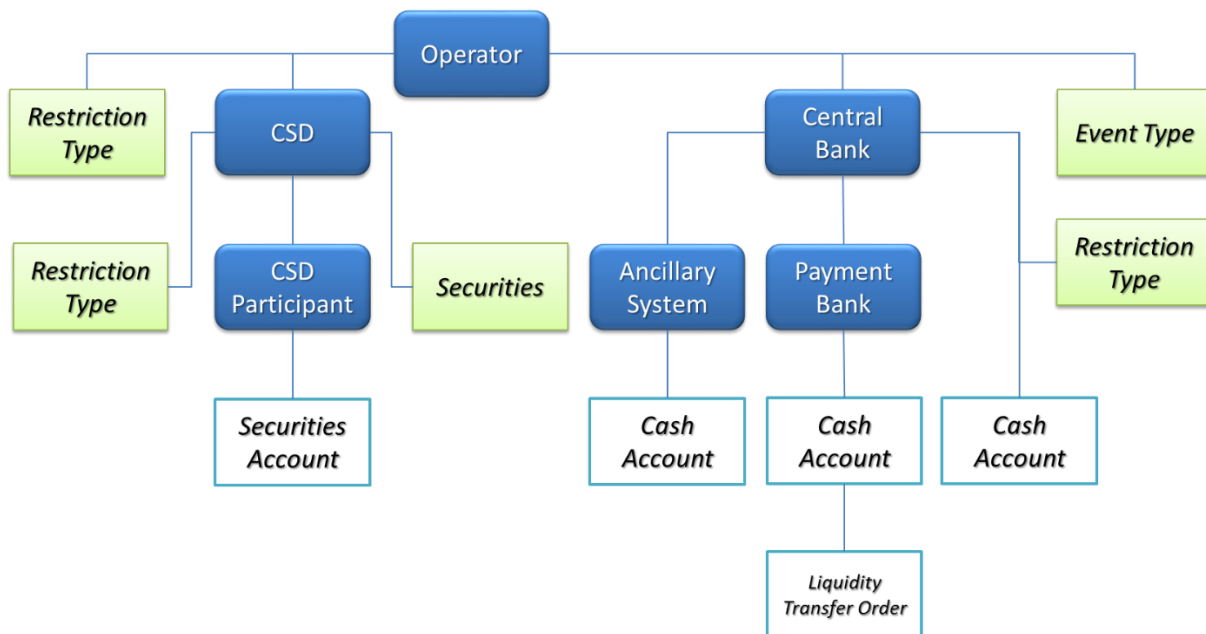 Operator
Restriction
Type
CSD
Central
Bank
Event Type
Restriction
Type
CSD
Participant
Securities
Ancillary
System
Payment
Bank
Restriction
Type
Securities
Account
Cash
Account
Cash
Account
Cash
Account
Liquidity
Transfer Order